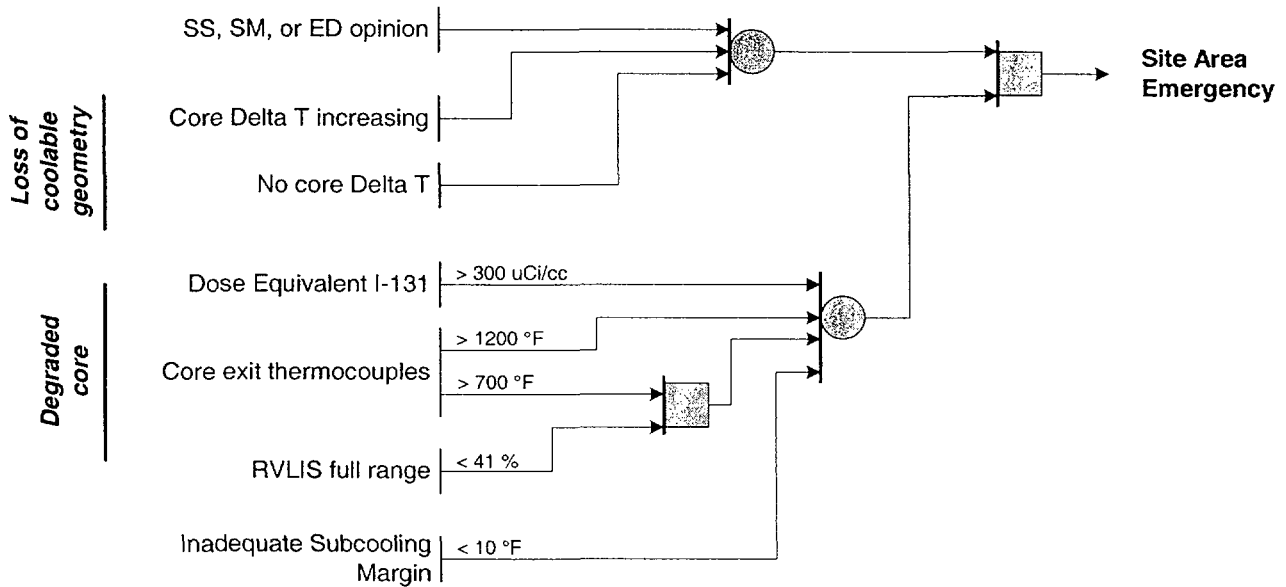 SS, SM, or ED opinion
Site Area
Emergency
Loss of
coolable
geometry
Core Delta T increasing
No core Delta T
Degraded
core
Dose Equivalent I-131
> 300 uCi/cc
> 1200 °F
Core exit thermocouples
> 700 °F
RVLIS full range
< 41 %
Inadequate Subcooling
Margin
< 10 °F